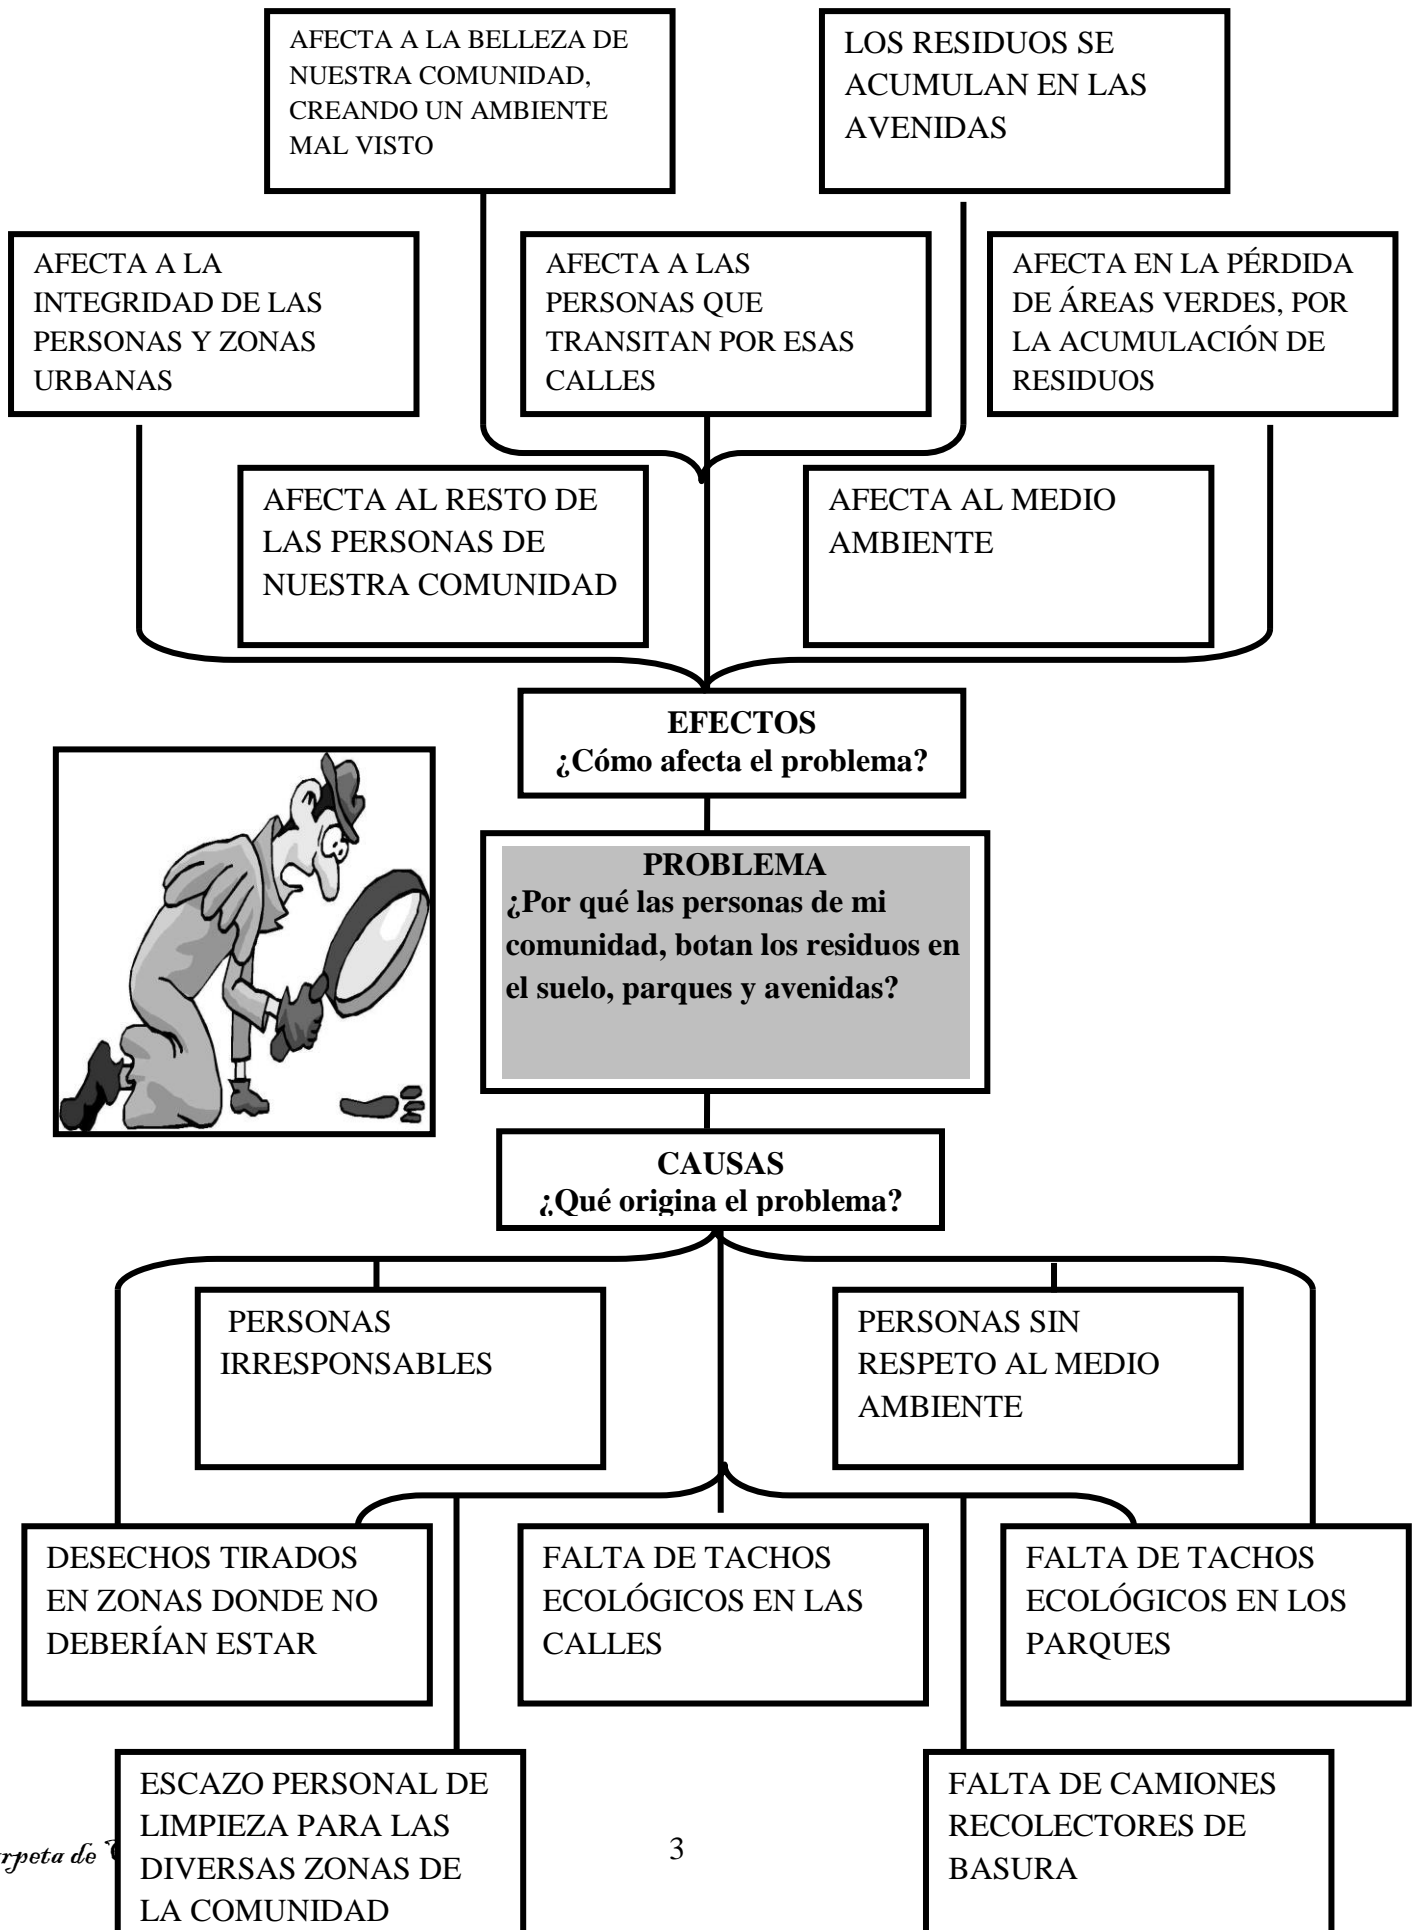 AFECTA A LA BELLEZA DE
NUESTRA COMUNIDAD,
CREANDO UN AMBIENTE
MAL VISTO
LOS RESIDUOS SE
ACUMULAN EN LAS
AVENIDAS
AFECTA A LA
INTEGRIDAD DE LAS
PERSONAS Y ZONAS
URBANAS
AFECTA A LAS
PERSONAS QUE
TRANSITAN POR ESAS
CALLES
AFECTA EN LA PÉRDIDA
DE ÁREAS VERDES, POR
LA ACUMULACIÓN DE
RESIDUOS
AFECTA AL RESTO DE
LAS PERSONAS DE
NUESTRA COMUNIDAD
AFECTA AL MEDIO
AMBIENTE
EFECTOS
¿Cómo afecta el problema?
PROBLEMA
¿Por qué las personas de mi
comunidad, botan los residuos en
el suelo, parques y avenidas?
CAUSAS
¿Qué origina el problema?
PERSONAS
IRRESPONSABLES
PERSONAS SIN
RESPETO AL MEDIO
AMBIENTE
DESECHOS TIRADOS
EN ZONAS DONDE NO
DEBERÍAN ESTAR
FALTA DE TACHOS
ECOLÓGICOS EN LAS
CALLES
FALTA DE TACHOS
ECOLÓGICOS EN LOS
PARQUES
ESCAZO PERSONAL DE
LIMPIEZA PARA LAS
DIVERSAS ZONAS DE
LA COMUNIDAD
FALTA DE CAMIONES
RECOLECTORES DE
BASURA
rpeta de
3